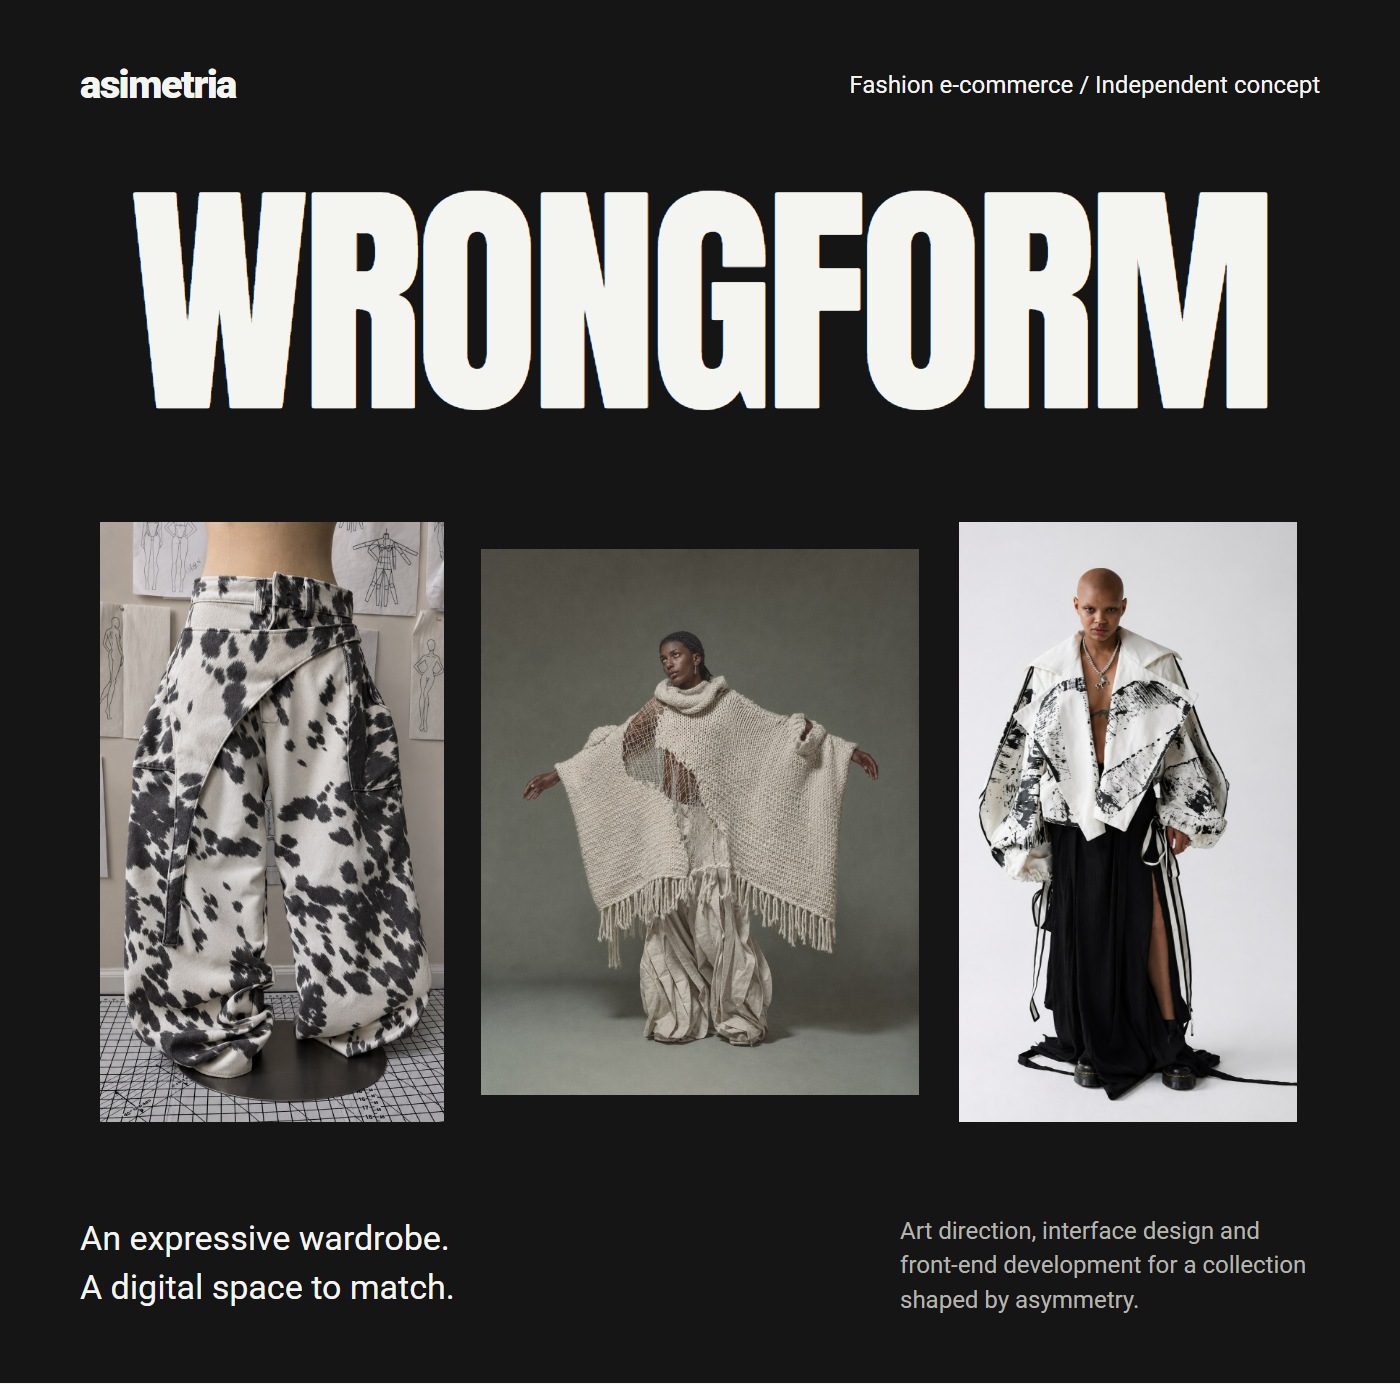 asimetria
Fashion e-commerce / Independent concept
WRONGFORM
An expressive wardrobe.
A digital space to match.
Art direction, interface design and
front-end development for a collection
shaped by asymmetry.